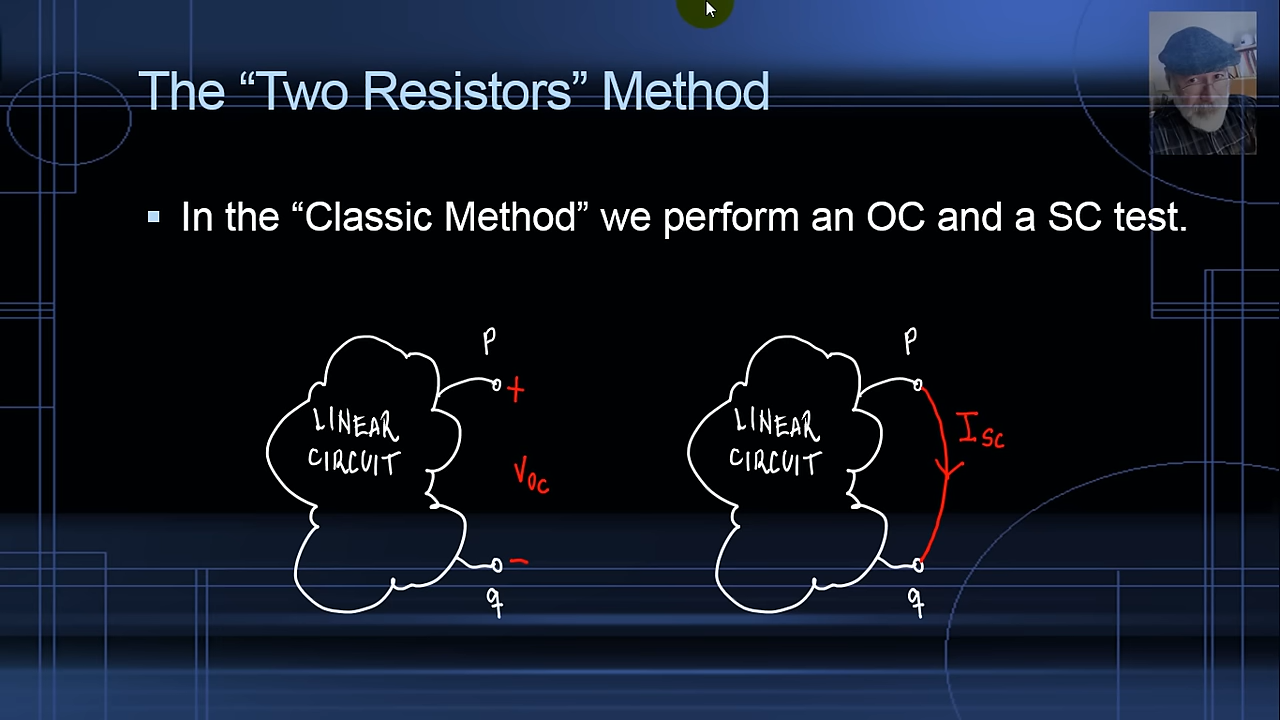 The “Two Resistors” Method
▪ In the “Classic Method” we perform an OC and a SC test.
P
+
LINEAR
CIRCUIT
Voc
−
q
P
LINEAR
CIRCUIT
Isc
q